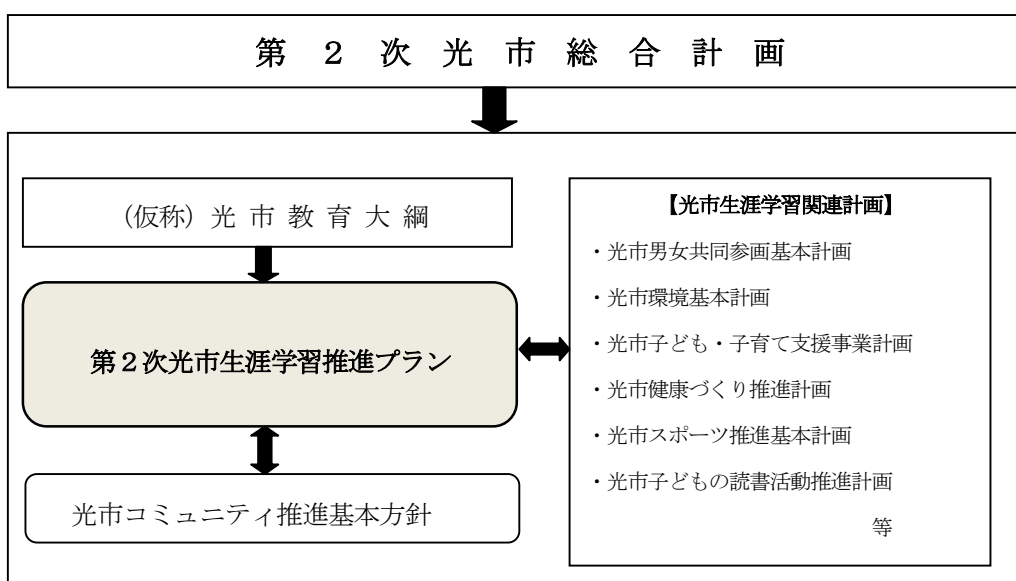 第２次光市総合計画
（仮称）光市教育大綱
第２次光市生涯学習推進プラン
光市コミュニティ推進基本方針
【光市生涯学習関連計画】
・光市男女共同参画基本計画
・光市環境基本計画
・光市子ども・子育て支援事業計画
・光市健康づくり推進計画
・光市スポーツ推進基本計画
・光市子どもの読書活動推進計画
等